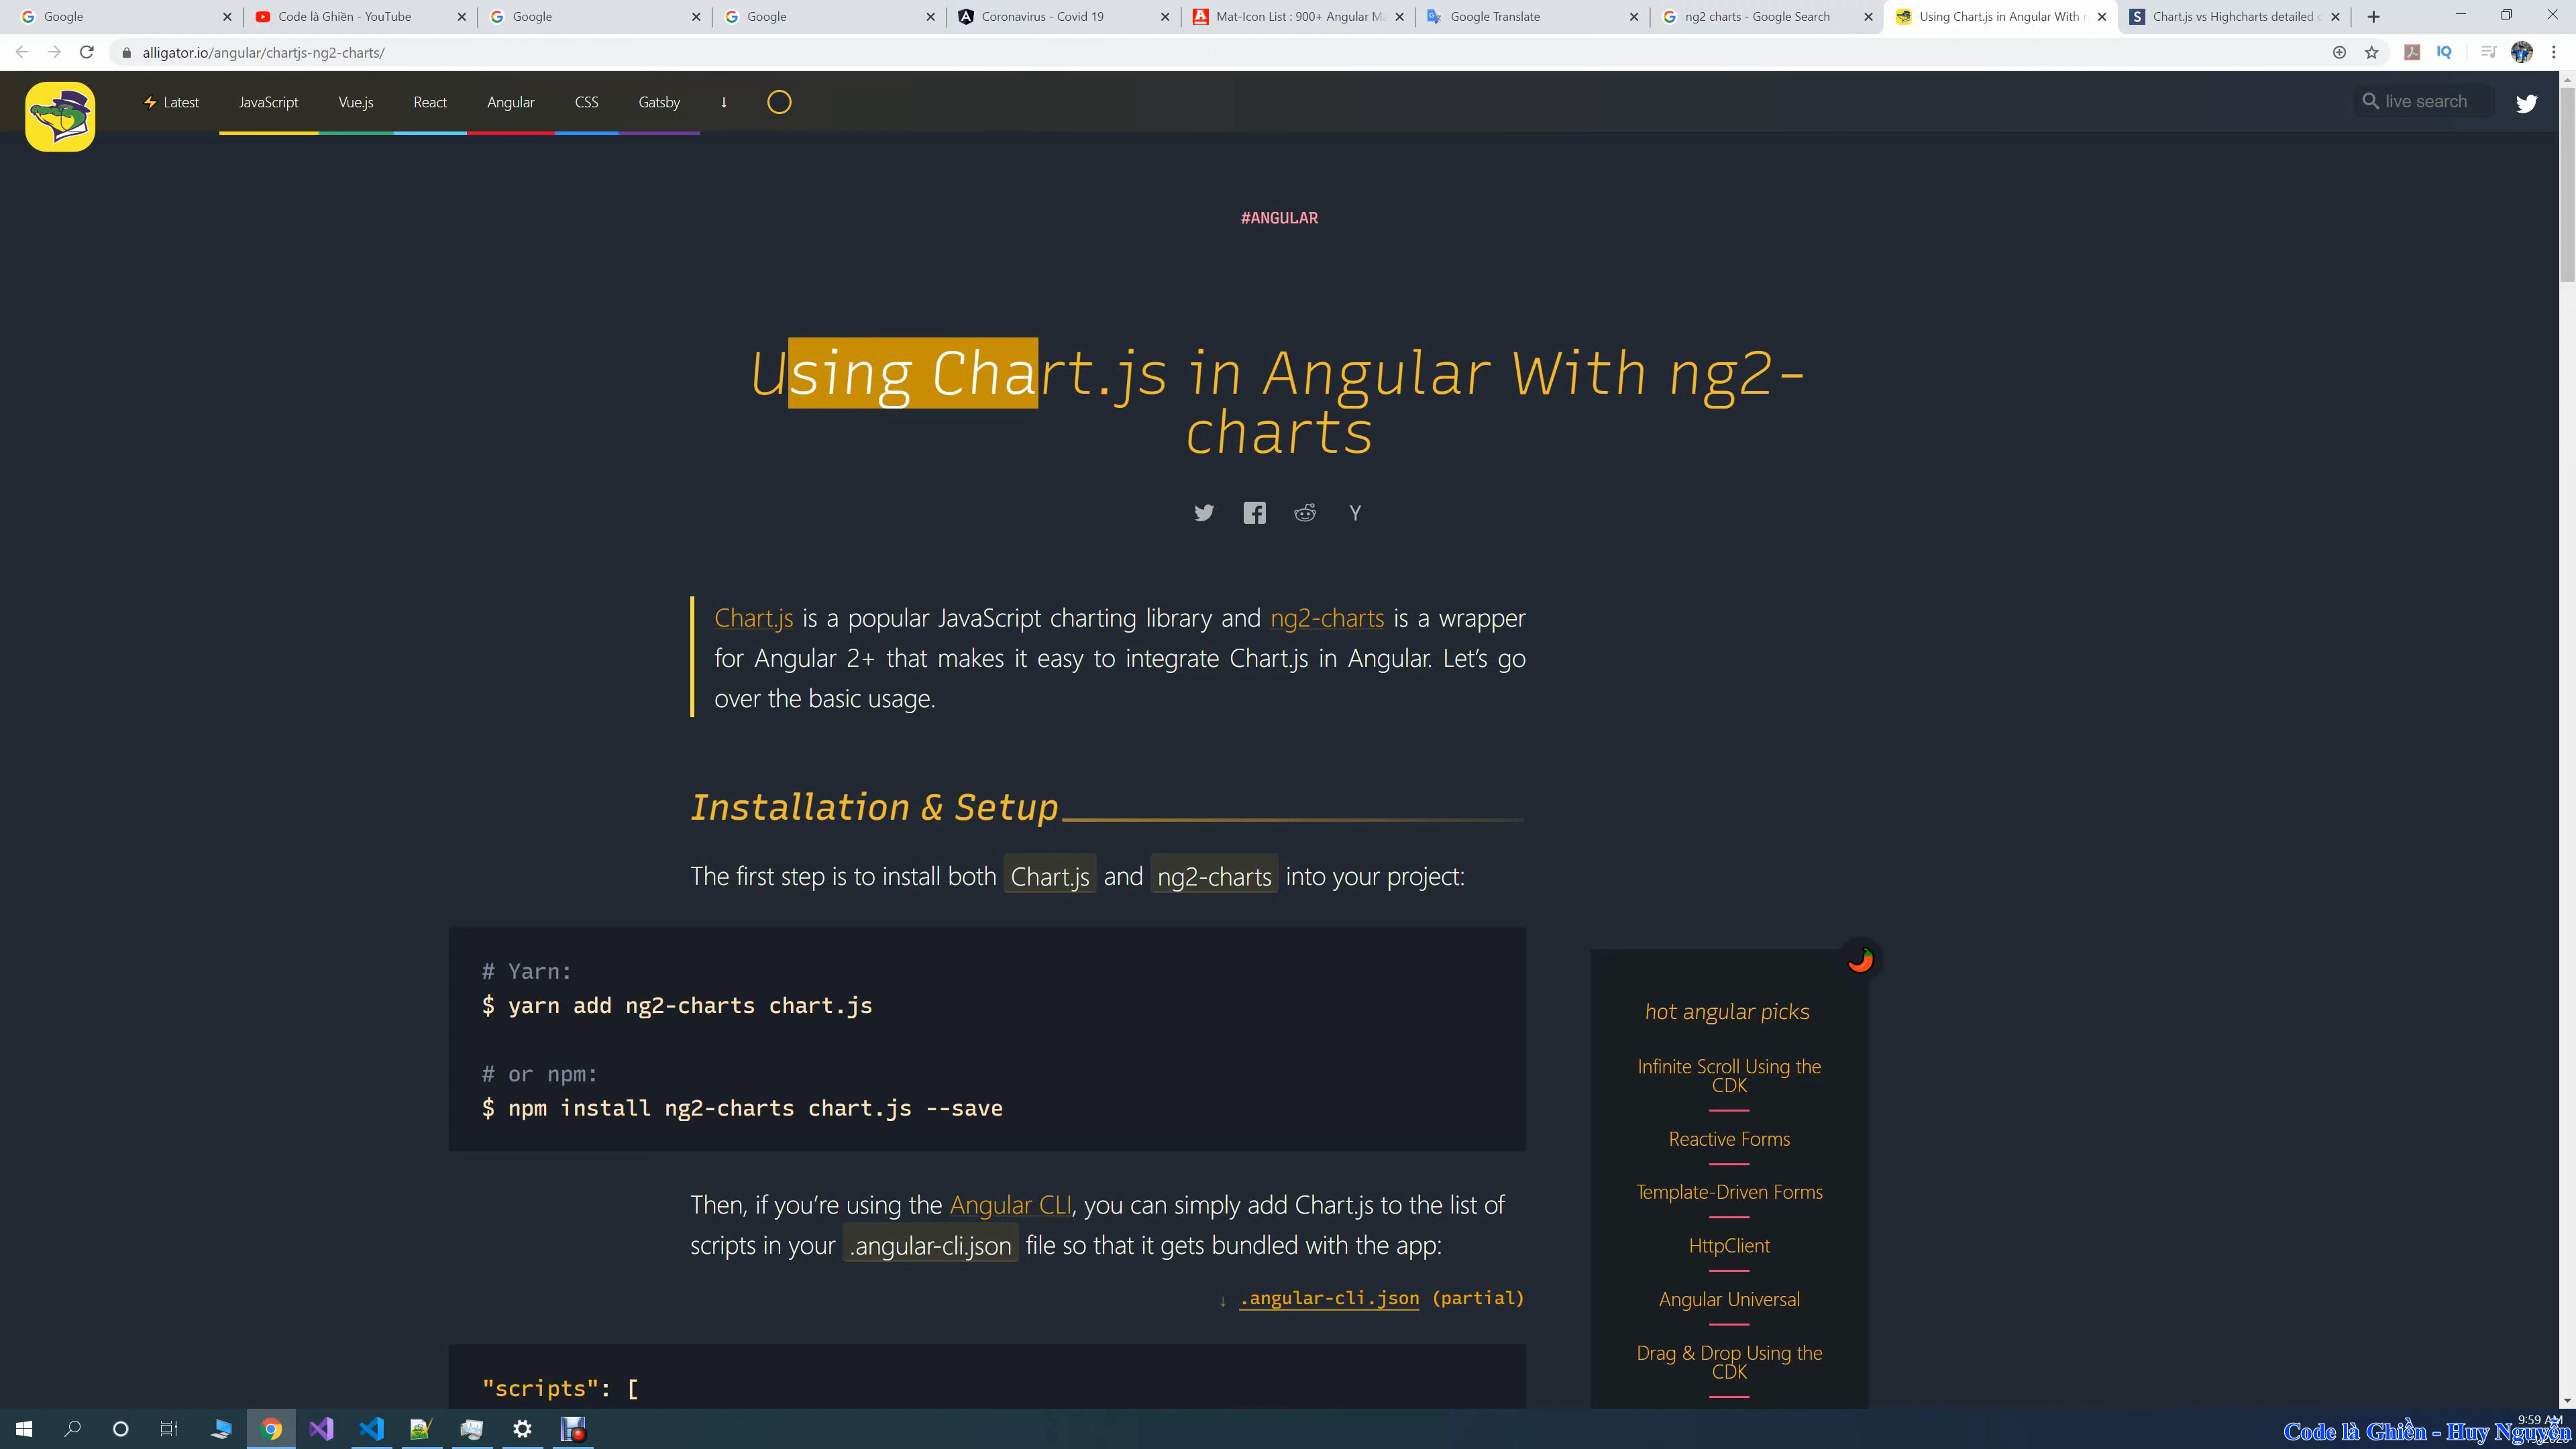 Google
Code là Ghiền - YouTube
Google
Google
Coronavirus - Covid 19
Mat-Icon List : 900+ Angular M
Google Translate
ng2 charts - Google Search
Using Chart.js in Angular With
Chart.js vs Highcharts detailed
alligator.io/angular/chartjs-ng2-charts/
IQ
Latest
JavaScript
Vue.js
React
Angular
CSS
Gatsby
↓
live search
#ANGULAR
Using Chart.js in Angular With ng2-
charts
Chart.js is a popular JavaScript charting library and ng2-charts is a wrapper
for Angular 2+ that makes it easy to integrate Chart.js in Angular. Let’s go
over the basic usage.
Installation & Setup
The first step is to install both Chart.js and ng2-charts into your project:
# Yarn:
$ yarn add ng2-charts chart.js
# or npm:
$ npm install ng2-charts chart.js --save
Then, if you’re using the Angular CLI, you can simply add Chart.js to the list of
scripts in your .angular-cli.json file so that it gets bundled with the app:
↓ .angular-cli.json (partial)
"scripts": [
hot angular picks
Infinite Scroll Using the
CDK
Reactive Forms
Template-Driven Forms
HttpClient
Angular Universal
Drag & Drop Using the
CDK
9:59 AM
Code là Ghiền - Huy Nguyễn